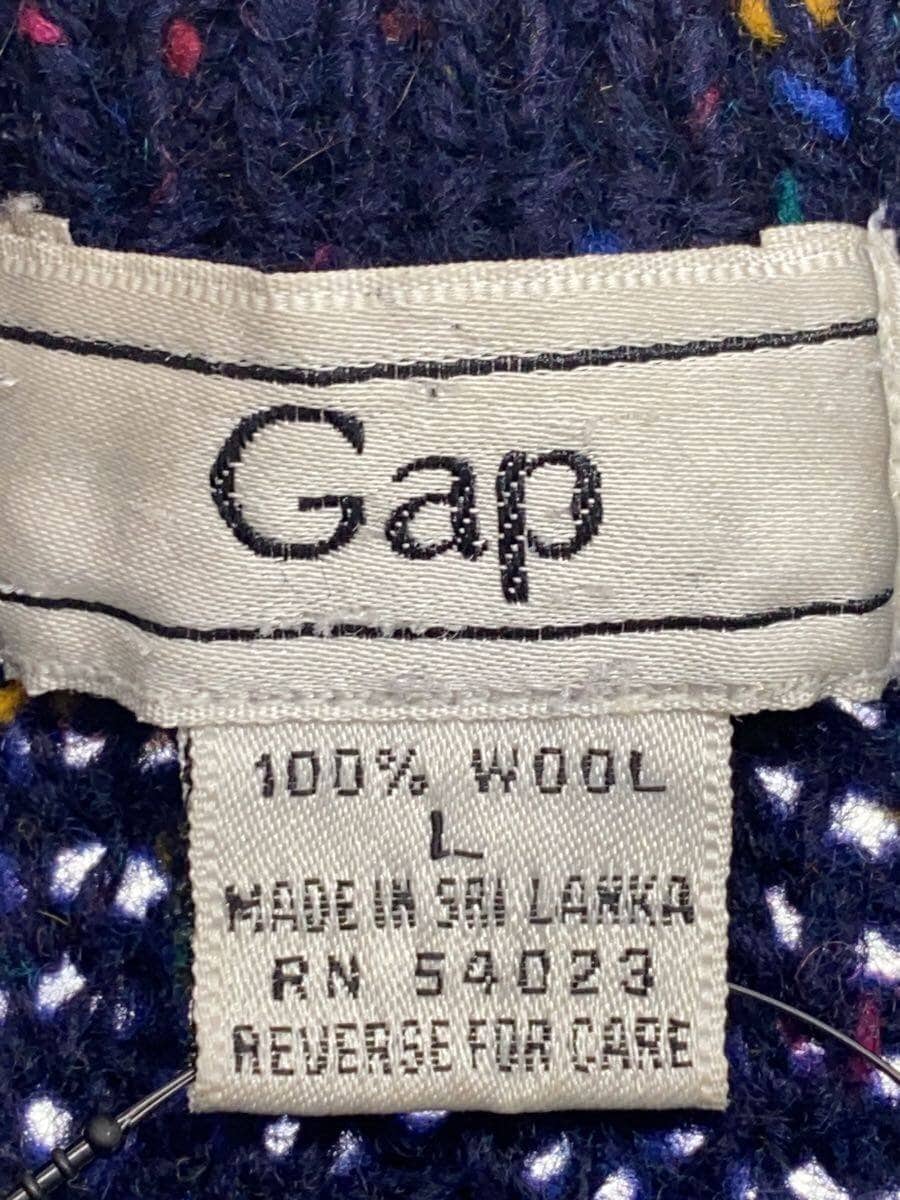 Gap
100% WOOL
L
MADE IN SRI LANKA
RN 54023
REVERSE FOR CARE